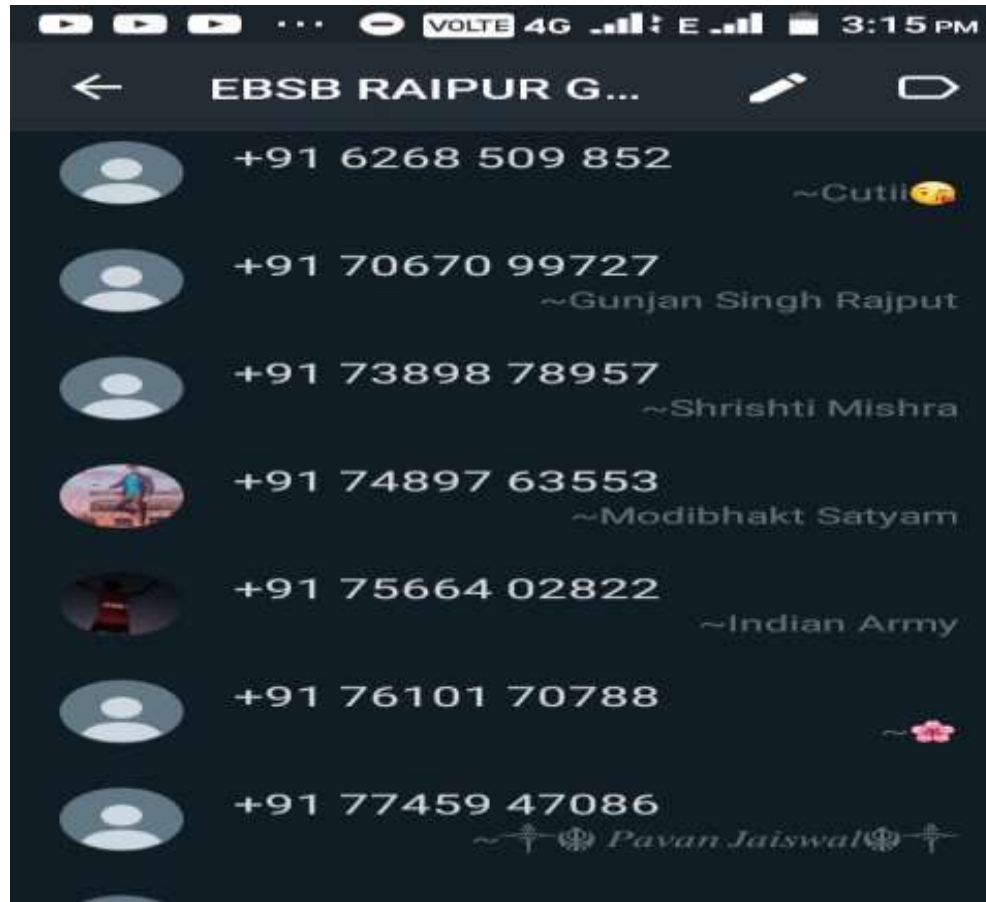 VOLTE 4G E 3:15 PM
EBSB RAIPUR G...
+91 6268 509 852
~Cutii😘
+91 70670 99727
~Gunjan Singh Rajput
+91 73898 78957
~Shrishti Mishra
+91 74897 63553
~Modibhakt Satyam
+91 75664 02822
~Indian Army
+91 76101 70788
~🌸
+91 77459 47086
~༒☬ Pavan Jaiswal☬༒